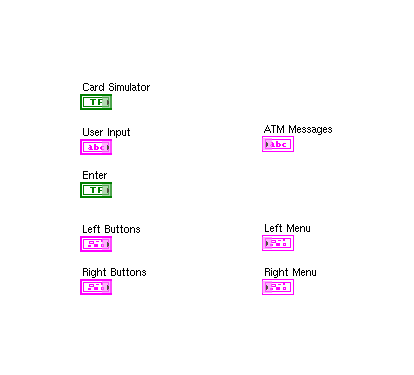 Card Simulator
TF
User Input
abc
ATM Messages
abc
Enter
TF
Left Buttons
Left Menu
Right Buttons
Right Menu